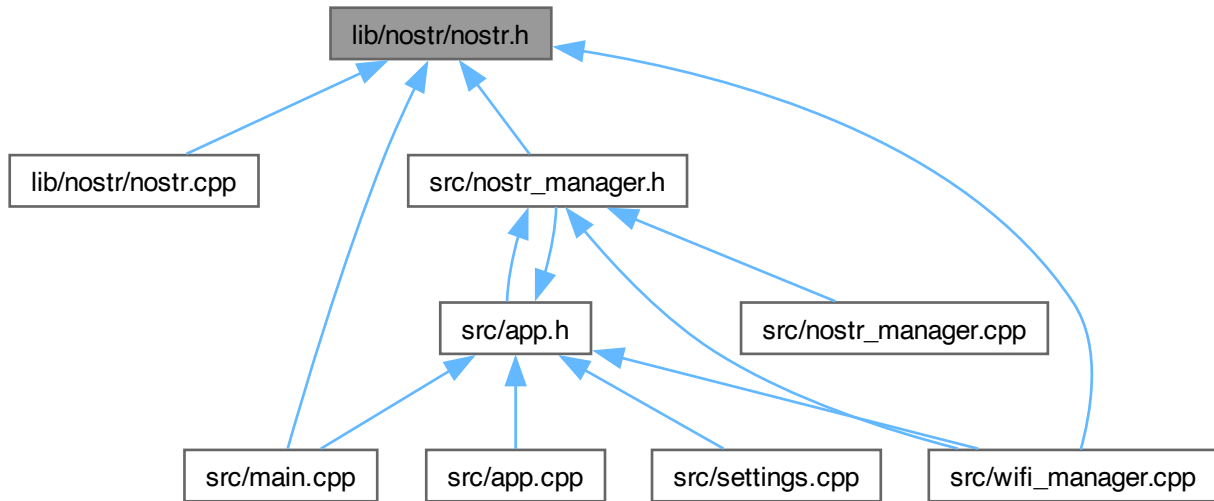 lib/nostr/nostr.h
lib/nostr/nostr.cpp
src/nostr_manager.h
src/app.h
src/nostr_manager.cpp
src/main.cpp
src/app.cpp
src/settings.cpp
src/wifi_manager.cpp